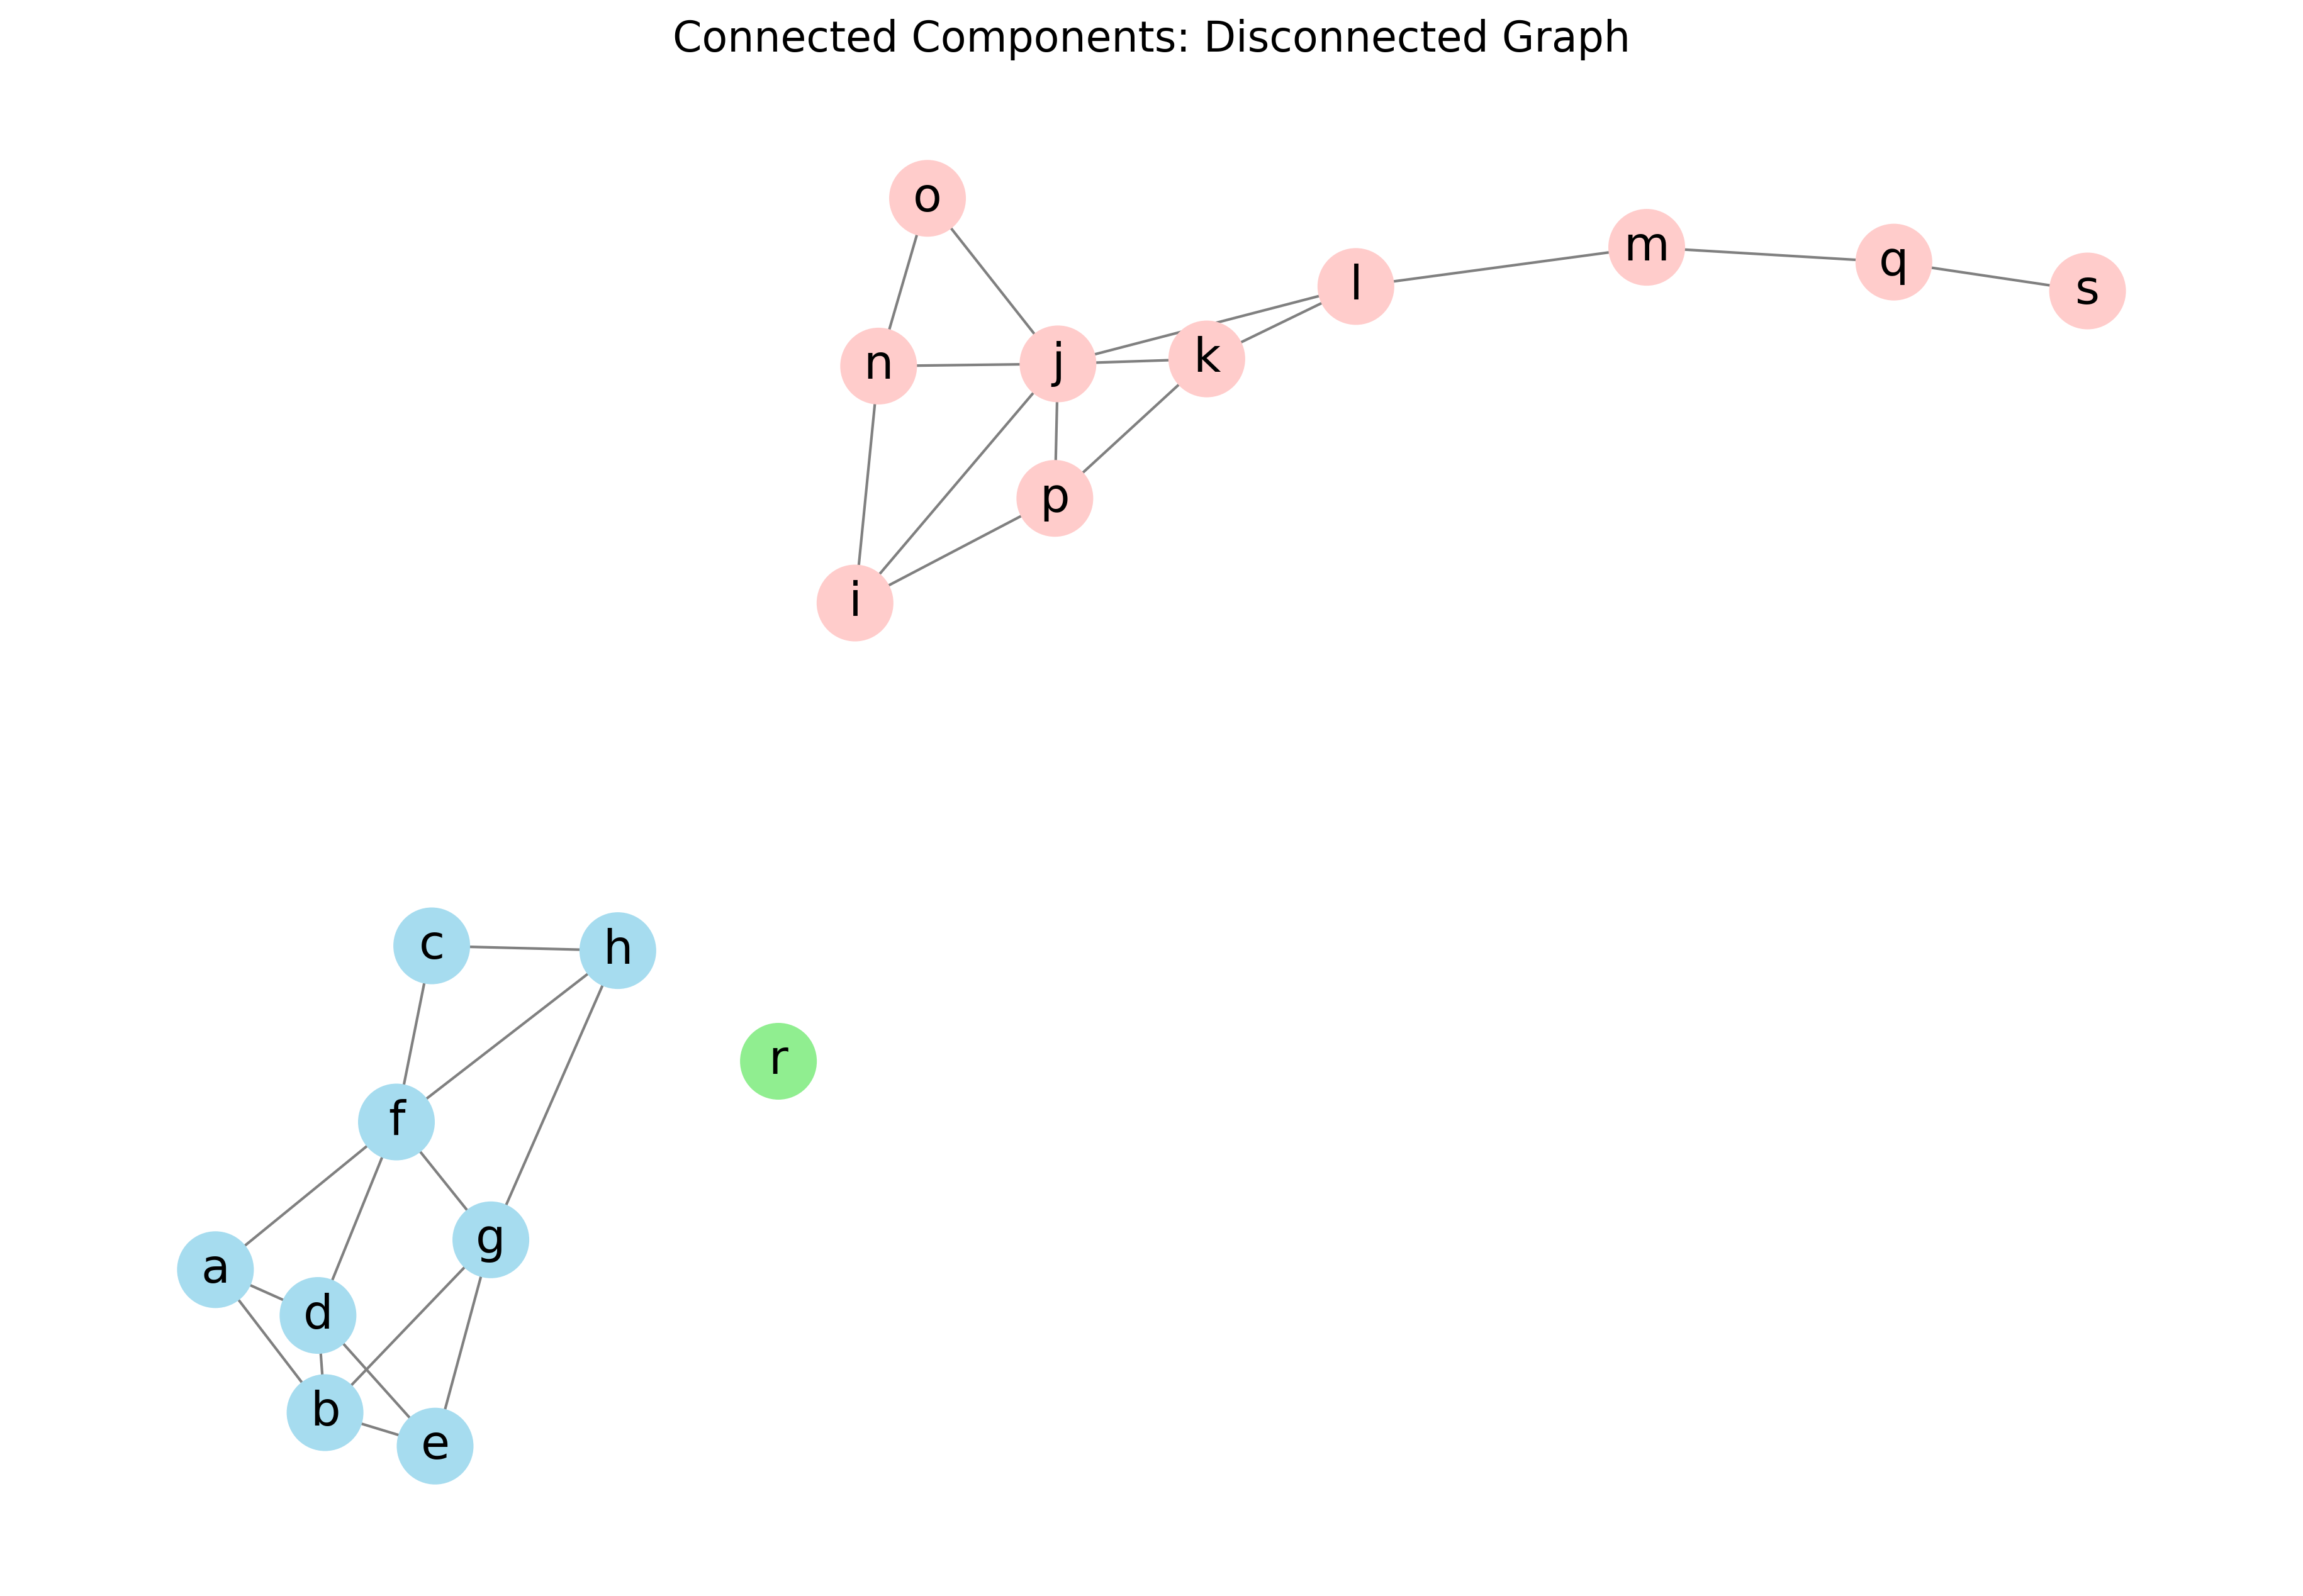 Connected Components: Disconnected Graph
o
m
q
l
s
n
j
k
p
i
c
h
r
f
g
a
d
b
e